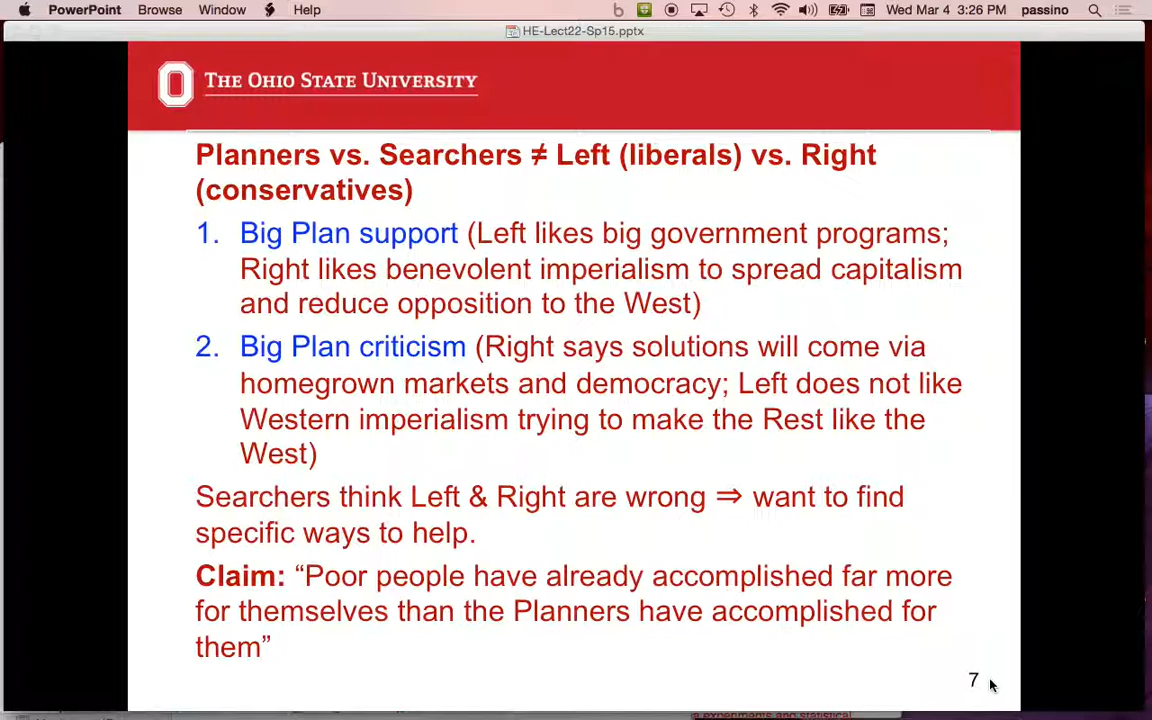 PowerPoint Browse Window Help Wed Mar 4 3:26 PM passino
HE-Lect22-Sp15.pptx
THE OHIO STATE UNIVERSITY
Planners vs. Searchers ≠ Left (liberals) vs. Right
(conservatives)
1. Big Plan support (Left likes big government programs;
Right likes benevolent imperialism to spread capitalism
and reduce opposition to the West)
2. Big Plan criticism (Right says solutions will come via
homegrown markets and democracy; Left does not like
Western imperialism trying to make the Rest like the
West)
Searchers think Left & Right are wrong ⇒ want to find
specific ways to help.
Claim: “Poor people have already accomplished far more
for themselves than the Planners have accomplished for
them”
7
experiments and statistical